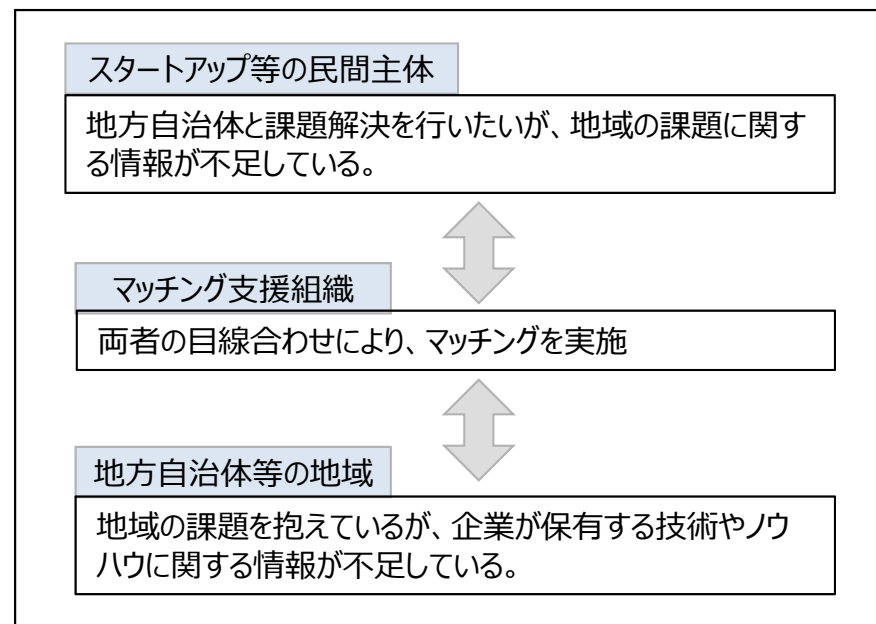 スタートアップ等の民間主体
地方自治体と課題解決を行いたいが、地域の課題に関す
る情報が不足している。
マッチング支援組織
両者の目線合わせにより、マッチングを実施
地方自治体等の地域
地域の課題を抱えているが、企業が保有する技術やノウ
ハウに関する情報が不足している。